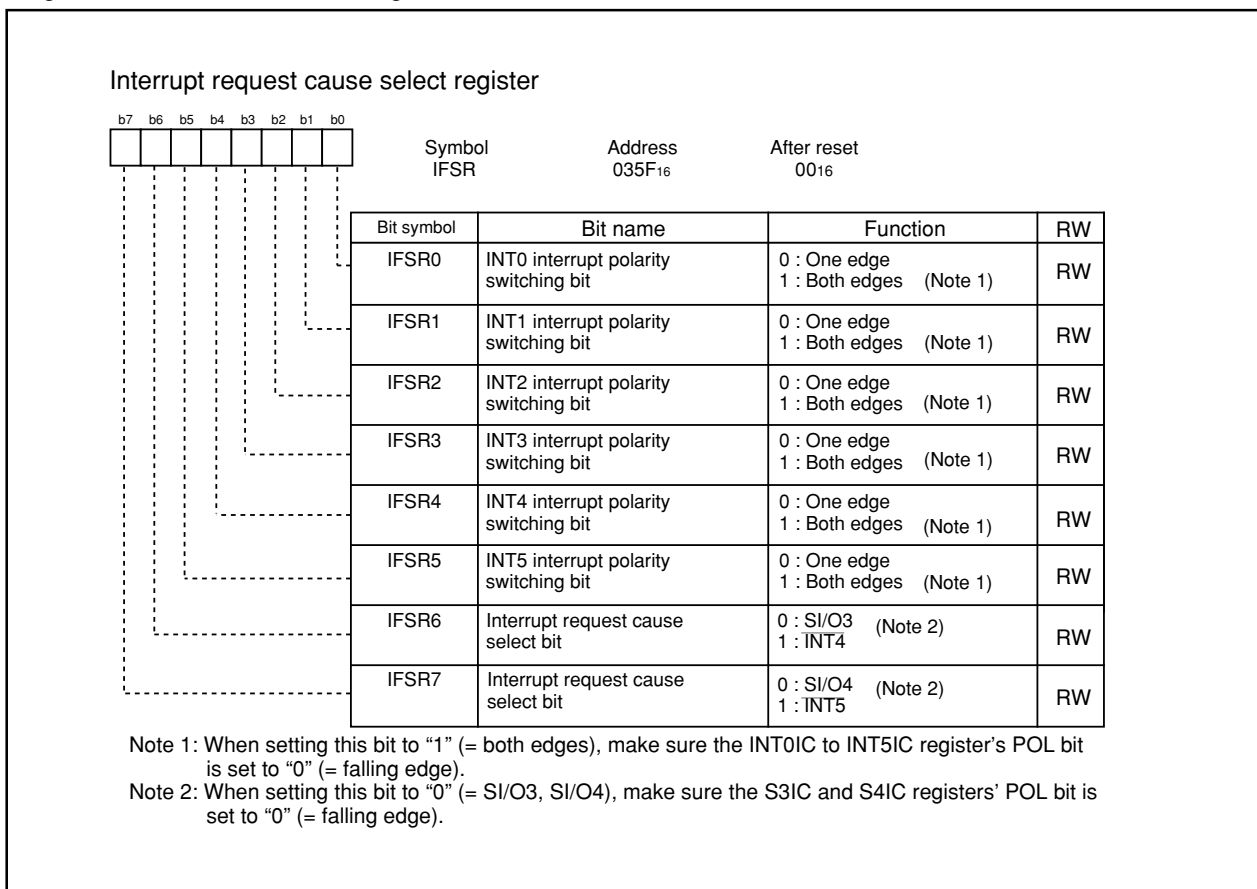 Interrupt request cause select register
b7 b6 b5 b4 b3 b2 b1 b0
Symbol Address After reset
IFSR 035F16 0016
Bit symbol Bit name Function RW
IFSR0 INT0 interrupt polarity switching bit 0 : One edge 1 : Both edges (Note 1) RW
IFSR1 INT1 interrupt polarity switching bit 0 : One edge 1 : Both edges (Note 1) RW
IFSR2 INT2 interrupt polarity switching bit 0 : One edge 1 : Both edges (Note 1) RW
IFSR3 INT3 interrupt polarity switching bit 0 : One edge 1 : Both edges (Note 1) RW
IFSR4 INT4 interrupt polarity switching bit 0 : One edge 1 : Both edges (Note 1) RW
IFSR5 INT5 interrupt polarity switching bit 0 : One edge 1 : Both edges (Note 1) RW
IFSR6 Interrupt request cause select bit 0 : SI/O3 (Note 2) 1 : INT4 RW
IFSR7 Interrupt request cause select bit 0 : SI/O4 (Note 2) 1 : INT5 RW
Note 1: When setting this bit to “1” (= both edges), make sure the INT0IC to INT5IC register’s POL bit
is set to “0” (= falling edge).
Note 2: When setting this bit to “0” (= SI/O3, SI/O4), make sure the S3IC and S4IC registers’ POL bit is
set to “0” (= falling edge).